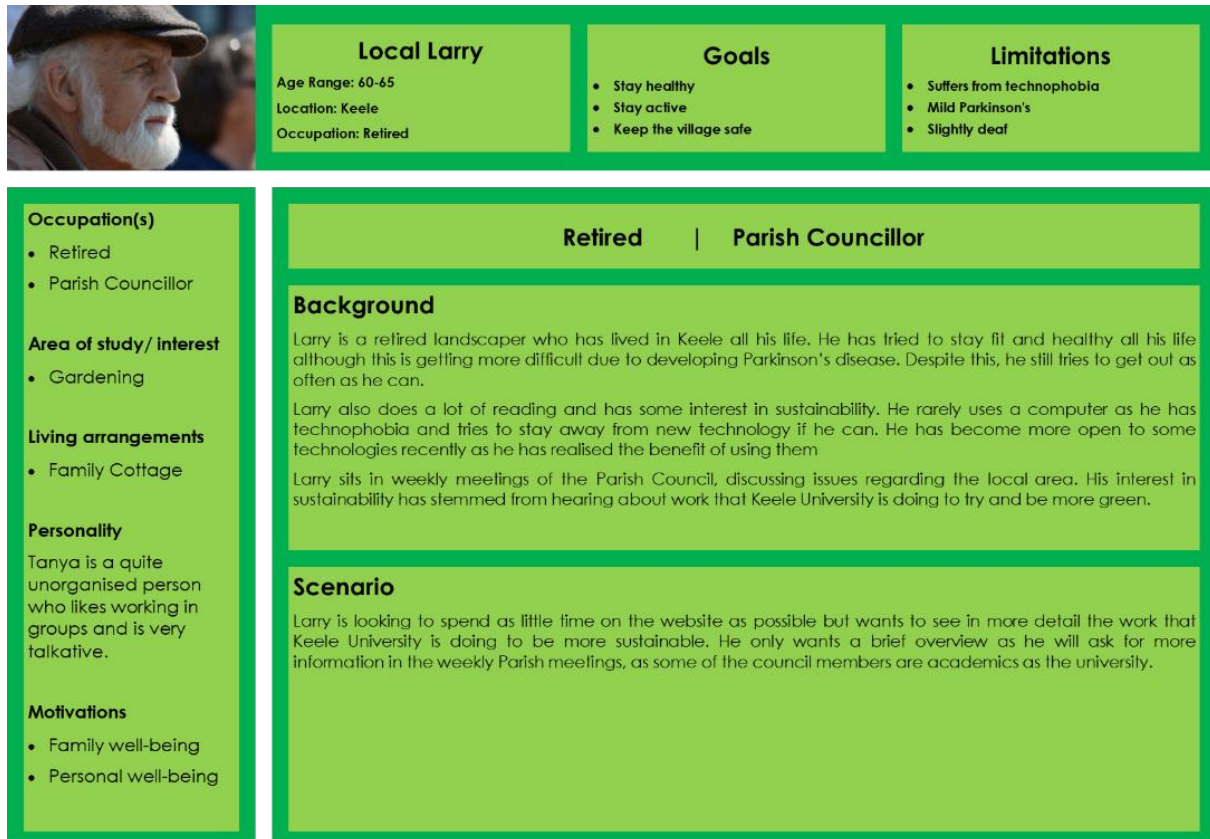 Local Larry
Age Range: 60-65
Location: Keele
Occupation: Retired
Goals
• Stay healthy
• Stay active
• Keep the village safe
Limitations
• Suffers from technophobia
• Mild Parkinson's
• Slightly deaf
Occupation(s)
• Retired
• Parish Councillor
Area of study/ interest
• Gardening
Living arrangements
• Family Cottage
Personality
Tanya is a quite
unorganised person
who likes working in
groups and is very
talkative.
Motivations
• Family well-being
• Personal well-being
Retired | Parish Councillor
Background
Larry is a retired landscaper who has lived in Keele all his life. He has tried to stay fit and healthy all his life
although this is getting more difficult due to developing Parkinson's disease. Despite this, he still tries to get out as
often as he can.
Larry also does a lot of reading and has some interest in sustainability. He rarely uses a computer as he has
technophobia and tries to stay away from new technology if he can. He has become more open to some
technologies recently as he has realised the benefit of using them
Larry sits in weekly meetings of the Parish Council, discussing issues regarding the local area. His interest in
sustainability has stemmed from hearing about work that Keele University is doing to try and be more green.
Scenario
Larry is looking to spend as little time on the website as possible but wants to see in more detail the work that
Keele University is doing to be more sustainable. He only wants a brief overview as he will ask for more
information in the weekly Parish meetings, as some of the council members are academics as the university.